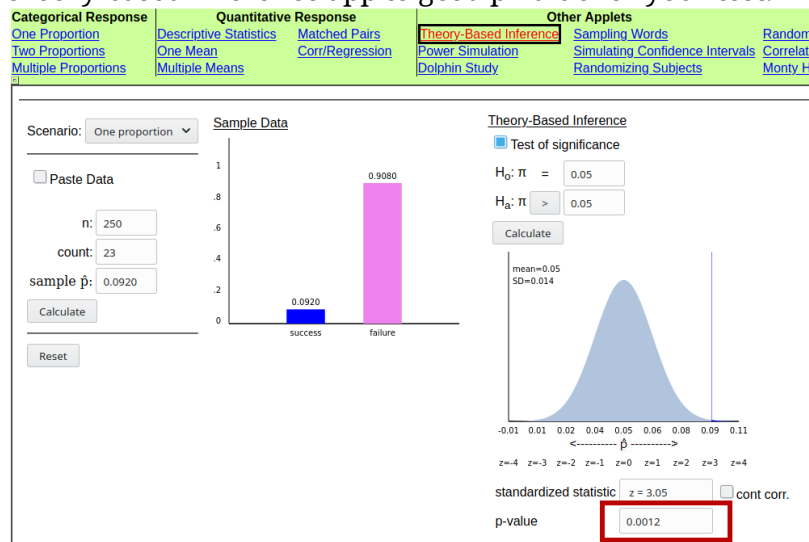 Categorical Response Quantitative Response Other Applets
One Proportion Descriptive Statistics Matched Pairs Theory-Based Inference Sampling Words Random
Two Proportions One Mean Corr/Regression Power Simulation Simulating Confidence Intervals Correlat
Multiple Proportions Multiple Means Dolphin Study Randomizing Subjects Monty H
Scenario: One proportion
Paste Data
n: 250
count: 23
sample p̂: 0.0920
Calculate
Reset
Sample Data
1
.8
.6
.4
.2
0
0.0920
0.9080
success failure
Theory-Based Inference
Test of significance
Ho: π = 0.05
Ha: π > 0.05
Calculate
mean=0.05
SD=0.014
-0.01 0.01 0.02 0.04 0.05 0.06 0.08 0.09 0.11
<---------- p̂ ---------->
z=-4 z=-3 z=-2 z=-1 z=0 z=1 z=2 z=3 z=4
standardized statistic z = 3.05 cont corr.
p-value 0.0012